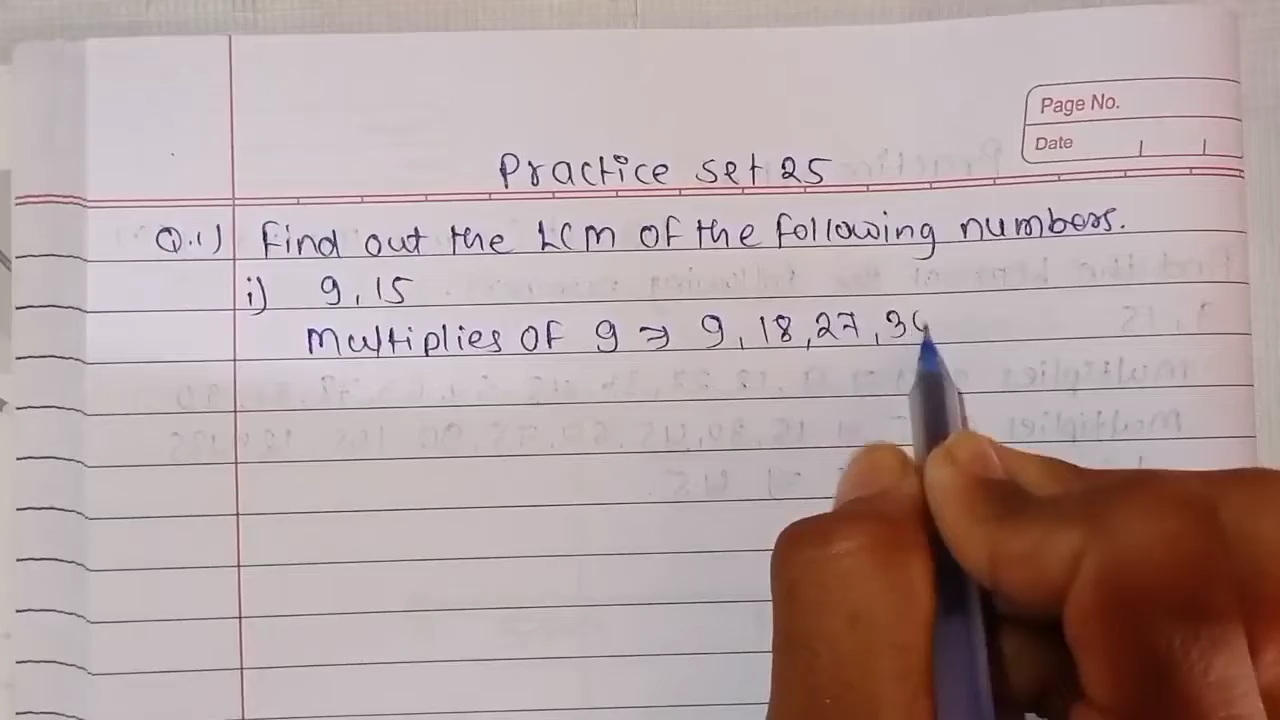 Page No.
Date
Practice set 25
Q.1) Find out the LCM of the following numbers.
i) 9, 15
Multiplies of 9 ⇒ 9, 18, 27, 36